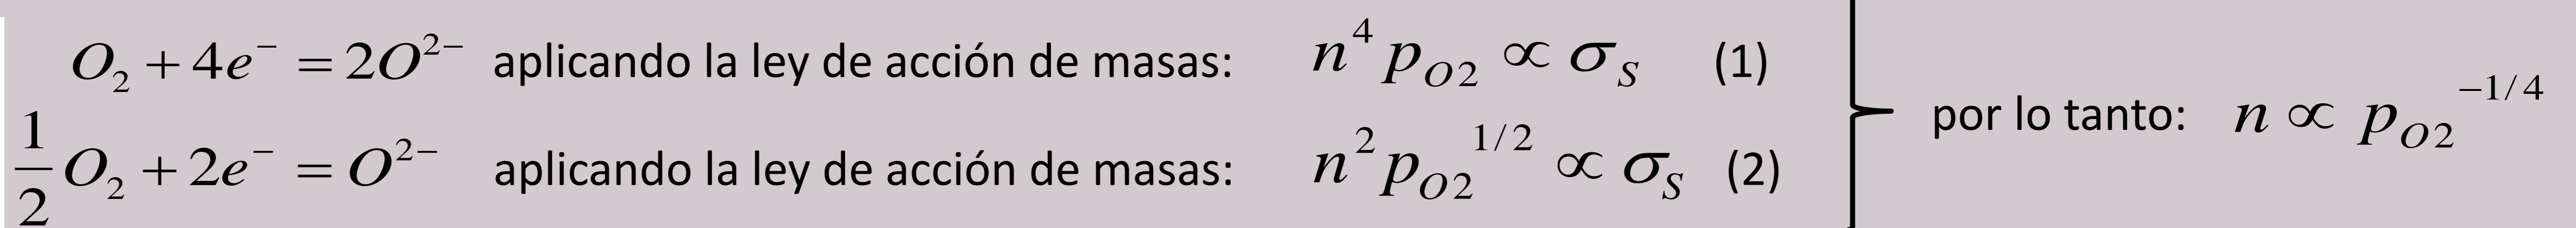 O₂ + 4e⁻ = 2O²⁻ aplicando la ley de acción de masas: n⁴ p_O2 ∝ σ_S (1)
1/2 O₂ + 2e⁻ = O²⁻ aplicando la ley de acción de masas: n² p_O2^1/2 ∝ σ_S (2)
por lo tanto: n ∝ p_O2^−1/4